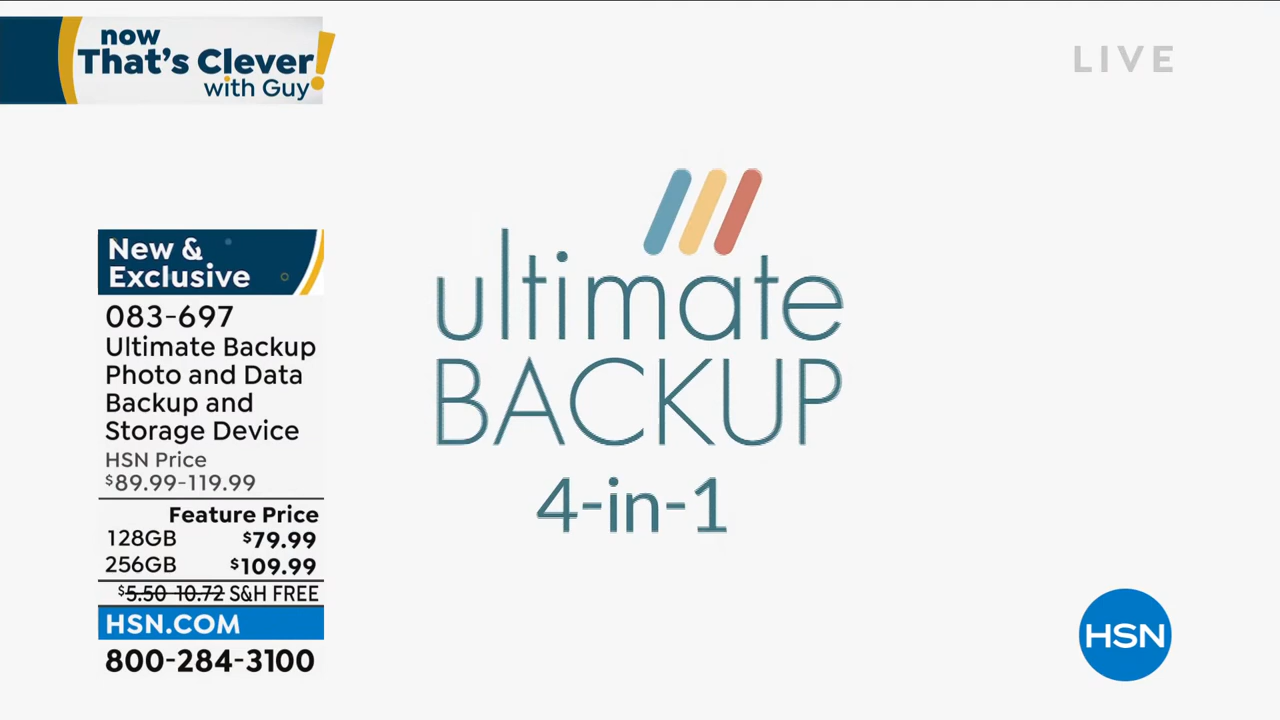 now
That's Clever!
with Guy
LIVE
New &
Exclusive
083-697
Ultimate Backup
Photo and Data
Backup and
Storage Device
HSN Price
$89.99-119.99
Feature Price
128GB $79.99
256GB $109.99
$5.50-10.72 S&H FREE
HSN.COM
800-284-3100
ultimate
BACKUP
4-in-1
HSN